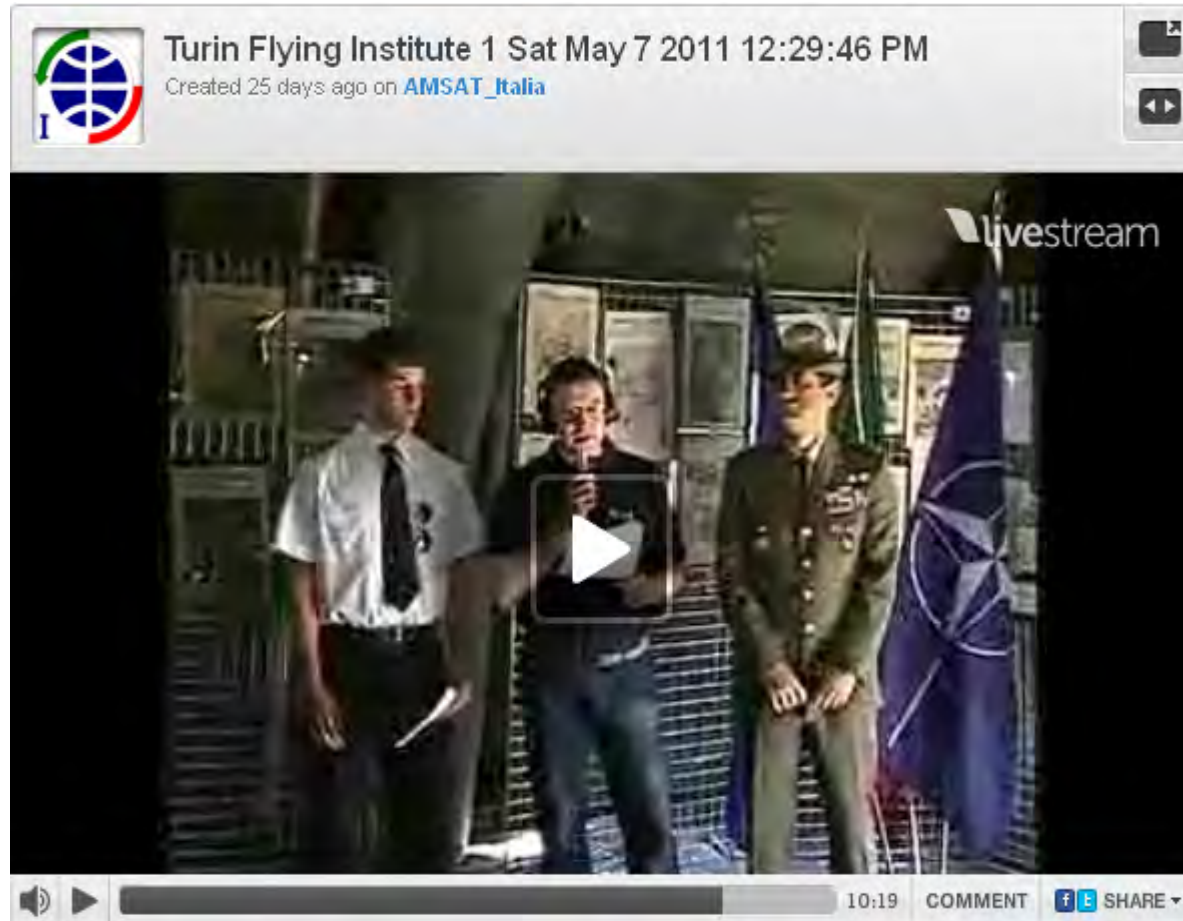 Turin Flying Institute 1 Sat May 7 2011 12:29:46 PM
Created 25 days ago on AMSAT_Italia
I
livestream
10:19 COMMENT f t SHARE